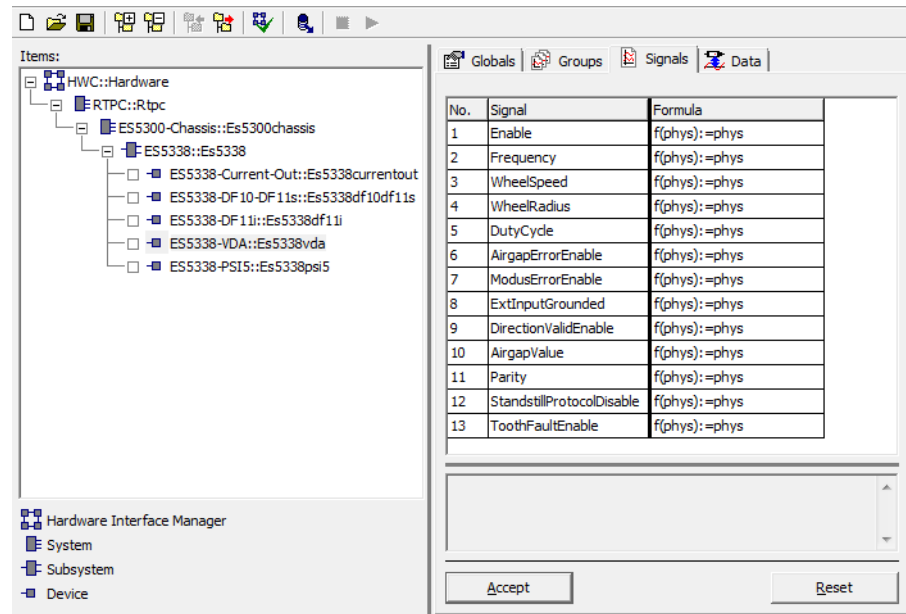 Items:
HWC::Hardware
RTPC::Rtpc
ES5300-Chassis::Es5300chassis
ES5338::Es5338
ES5338-Current-Out::Es5338currentout
ES5338-DF10-DF11s::Es5338df10df11s
ES5338-DF11i::Es5338df11i
ES5338-VDA::Es5338vda
ES5338-PSI5::Es5338psi5
Hardware Interface Manager
System
Subsystem
Device
Globals Groups Signals Data
No. Signal Formula
1 Enable f(phys):=phys
2 Frequency f(phys):=phys
3 WheelSpeed f(phys):=phys
4 WheelRadius f(phys):=phys
5 DutyCycle f(phys):=phys
6 AirgapErrorEnable f(phys):=phys
7 ModusErrorEnable f(phys):=phys
8 ExtInputGrounded f(phys):=phys
9 DirectionValidEnable f(phys):=phys
10 AirgapValue f(phys):=phys
11 Parity f(phys):=phys
12 StandstillProtocolDisable f(phys):=phys
13 ToothFaultEnable f(phys):=phys
Accept Reset